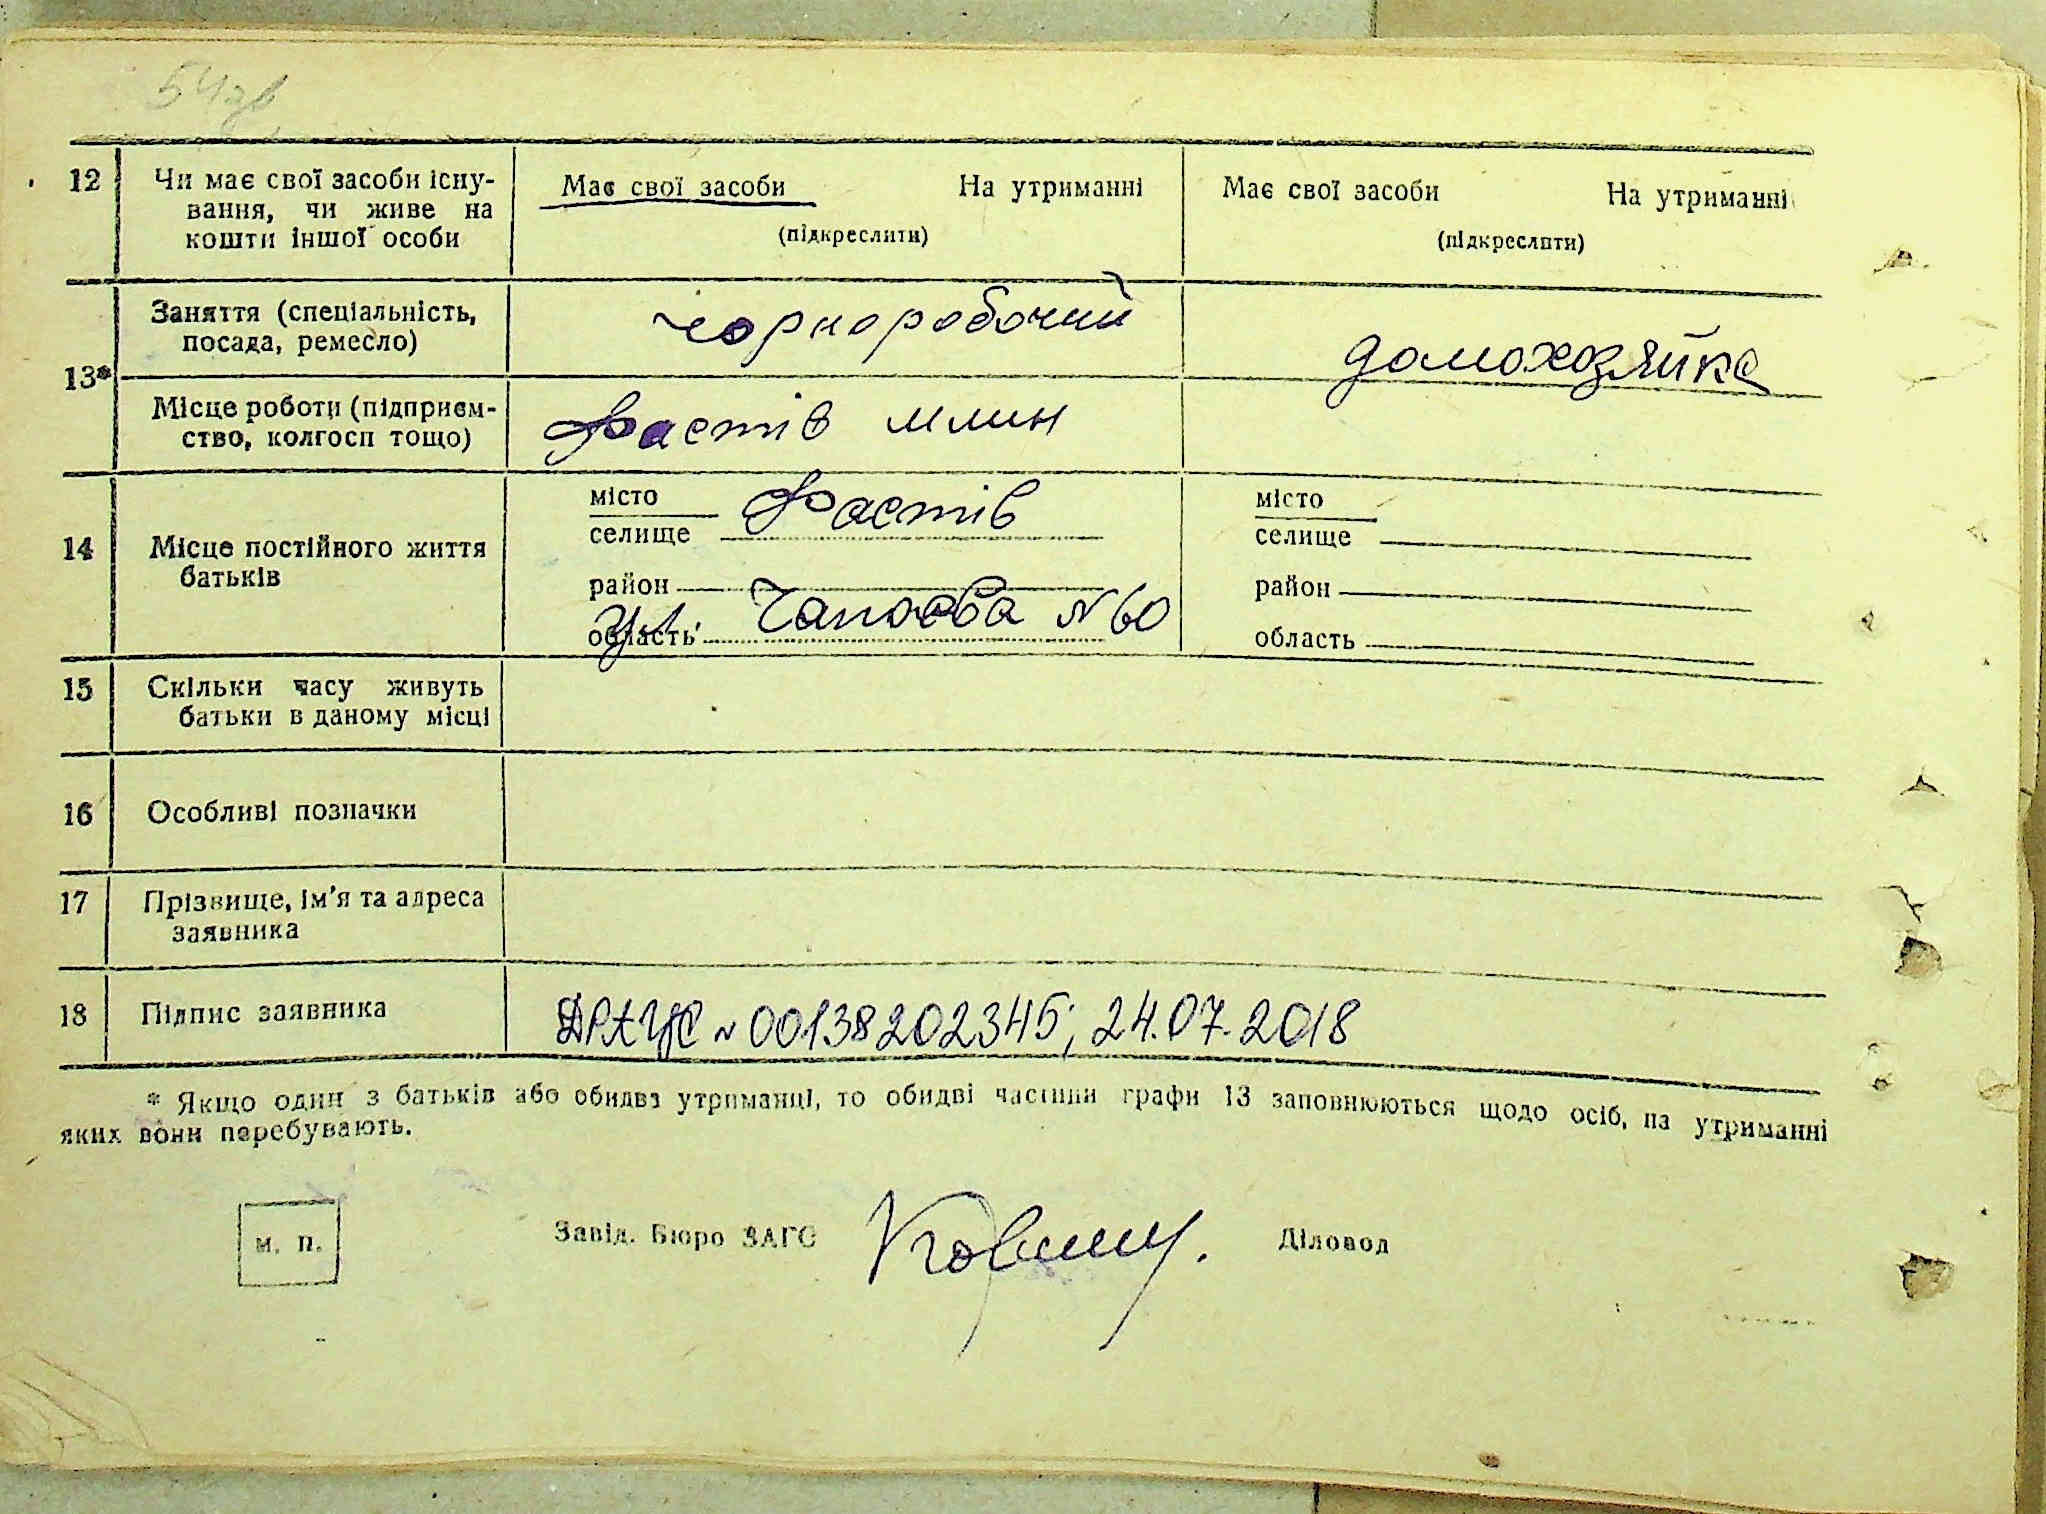 54зв
12 Чи має свої засоби існу-
вання, чи живе на
кошти іншої особи
Має свої засоби На утриманні
(підкреслити)
Має свої засоби На утриманні
(підкреслити)
13*
Заняття (спеціальність,
посада, ремесло)
чорноробочий
домохозяйка
Місце роботи (підприєм-
ство, колгосп тощо)
Фастів млин
14 Місце постійного життя
батьків
місто
селище Фастів
район
область
ул. Чапаєва №60
місто
селище
район
область
15 Скільки часу живуть
батьки в даному місці
16 Особливі позначки
17 Прізвище, ім'я та адреса
заявника
18 Підпис заявника
ДРАЦС №00138202345; 24.07.2018
* Якщо один з батьків або обидва утриманці, то обидві частини графи 13 заповнюються щодо осіб, на утриманні
яких вони перебувають.
м. п.
Завід. Бюро ЗАГС
Діловод